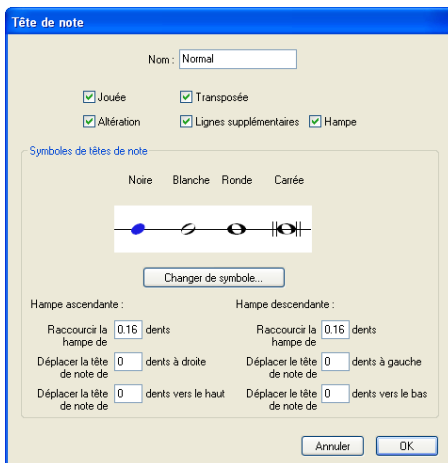 Tête de note
Nom : Normal
Jouée Transposée
Altération Lignes supplémentaires Hampe
Symboles de têtes de note
Noire Blanche Ronde Carrée
Changer de symbole...
Hampe ascendante : Hampe descendante :
Raccourcir la hampe de 0.16 dents Raccourcir la hampe de 0.16 dents
Déplacer la tête de note de 0 dents à droite Déplacer le tête de note de 0 dents à gauche
Déplacer la tête de note de 0 dents vers le haut Déplacer le tête de note de 0 dents vers le bas
Annuler OK